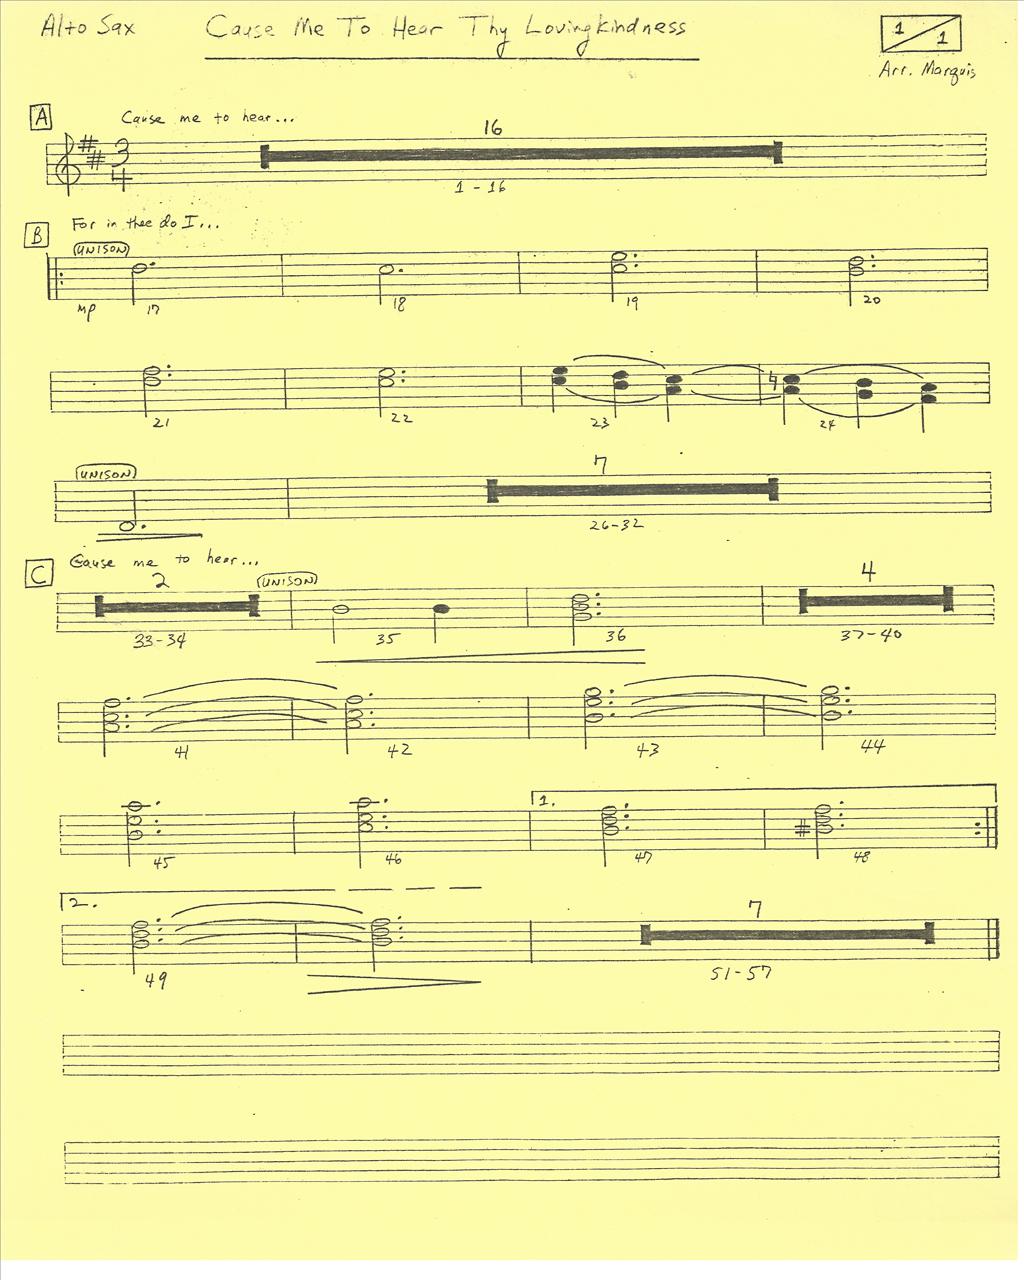 Alto Sax
Cause Me To Hear Thy Lovingkindness
1/1
Arr. Marquis
A
Cause me to hear...
3
4
16
1-16
B
For in thee do I...
UNISON
mp 17 18 19 20
21 22 23 24
UNISON
7
26-32
C
Cause me to hear...
2
UNISON
4
33-34 35 36 37-40
41 42 43 44
1.
45 46 47 48
2.
7
49 51-57